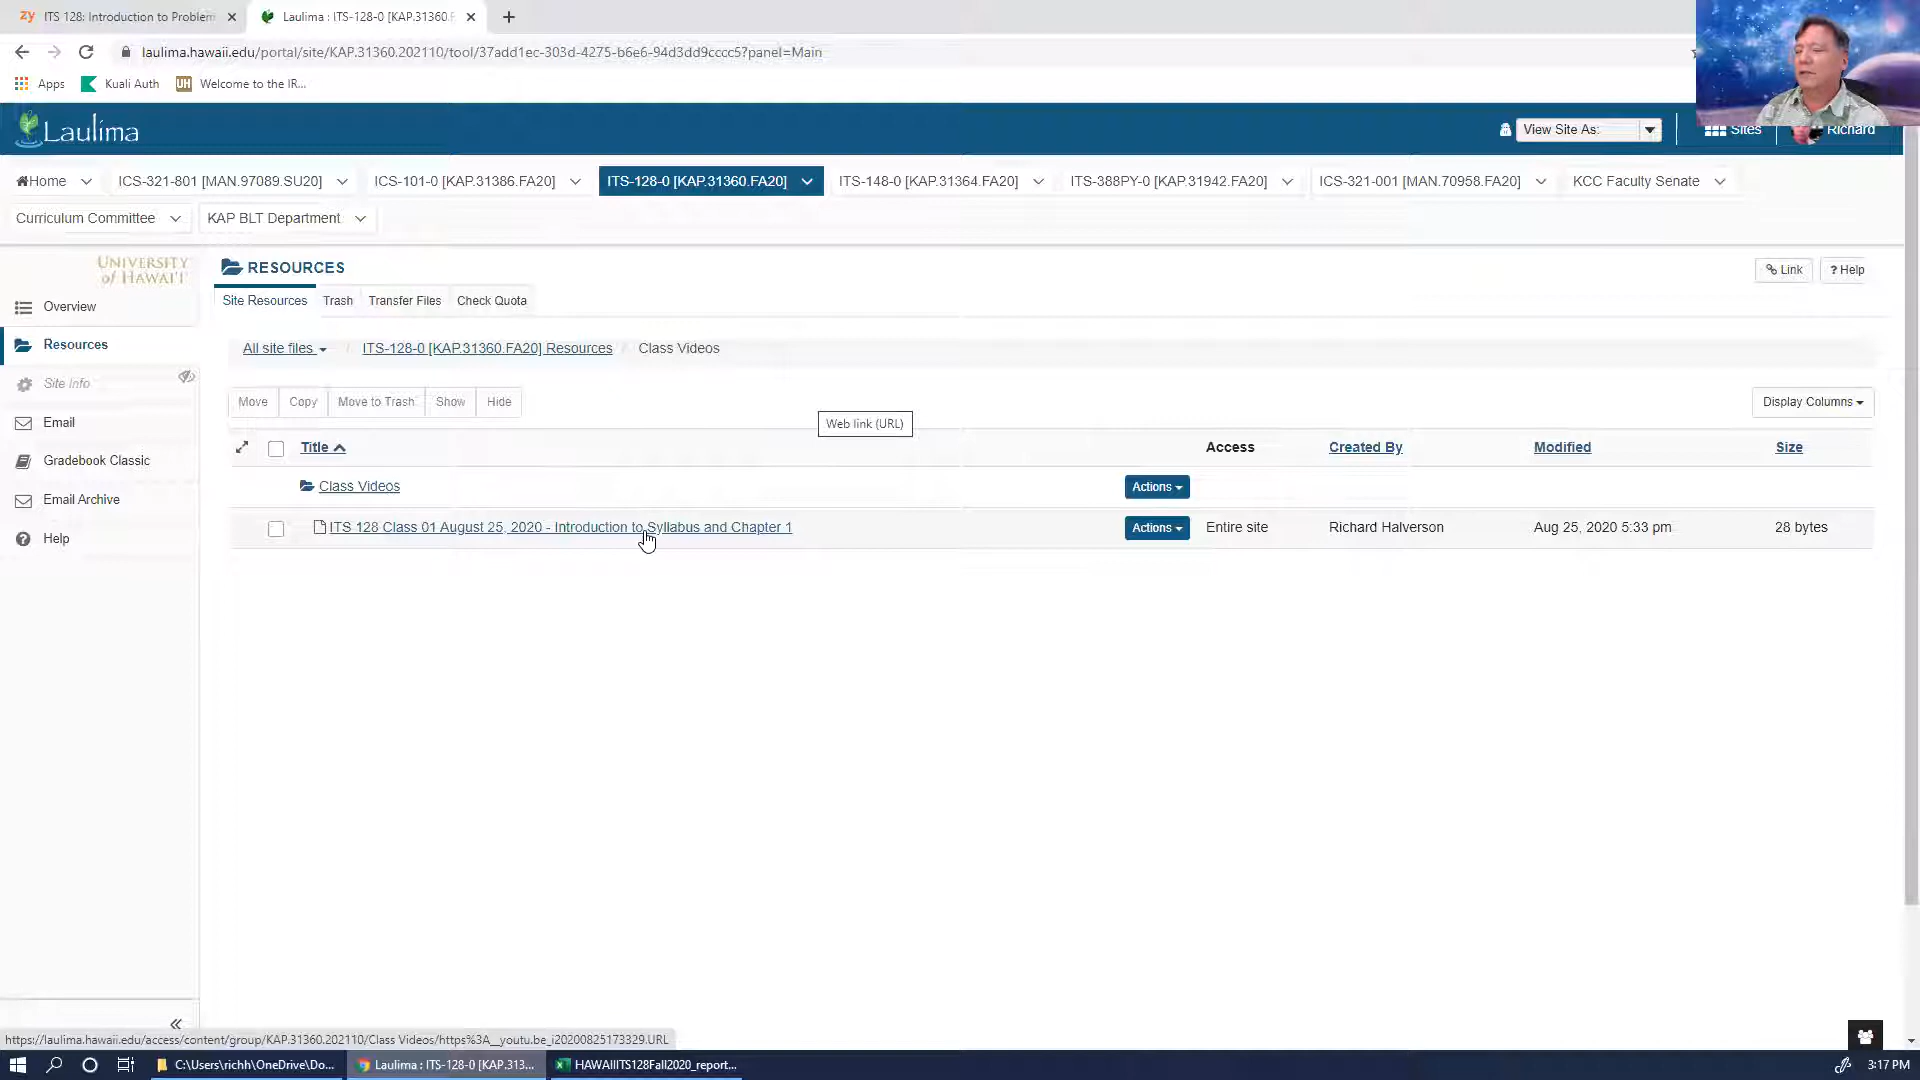 ITS 128: Introduction to Problem
Laulima : ITS-128-0 [KAP.31360.F
laulima.hawaii.edu/portal/site/KAP.31360.202110/tool/37add1ec-303d-4275-b6e6-94d3dd9cccc5?panel=Main
Apps Kuali Auth UH Welcome to the IR...
Laulima View Site As: Sites Richard
Home ICS-321-801 [MAN.97089.SU20] ICS-101-0 [KAP.31386.FA20] ITS-128-0 [KAP.31360.FA20] ITS-148-0 [KAP.31364.FA20] ITS-388PY-0 [KAP.31942.FA20] ICS-321-001 [MAN.70958.FA20] KCC Faculty Senate
Curriculum Committee KAP BLT Department
UNIVERSITY
of HAWAI'I
Overview
Resources
Site Info
Email
Gradebook Classic
Email Archive
Help
RESOURCES Link ? Help
Site Resources Trash Transfer Files Check Quota
All site files / ITS-128-0 [KAP.31360.FA20] Resources / Class Videos
Move Copy Move to Trash Show Hide Display Columns
Web link (URL)
Title Access Created By Modified Size
Class Videos Actions
ITS 128 Class 01 August 25, 2020 - Introduction to Syllabus and Chapter 1 Actions Entire site Richard Halverson Aug 25, 2020 5:33 pm 28 bytes
https://laulima.hawaii.edu/access/content/group/KAP.31360.202110/Class Videos/https%3A__youtu.be_i20200825173329.URL
C:\Users\richh\OneDrive\Do... Laulima : ITS-128-0 [KAP.313... HAWAIIITS128Fall2020_report... 3:17 PM